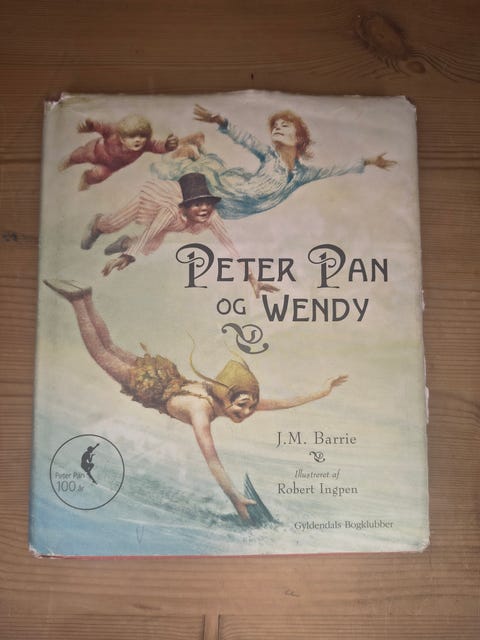 PETER PAN
OG WENDY
J.M. Barrie
Illustreret af
Robert Ingpen
Gyldendals Bogklubber
Peter Pan
100 år